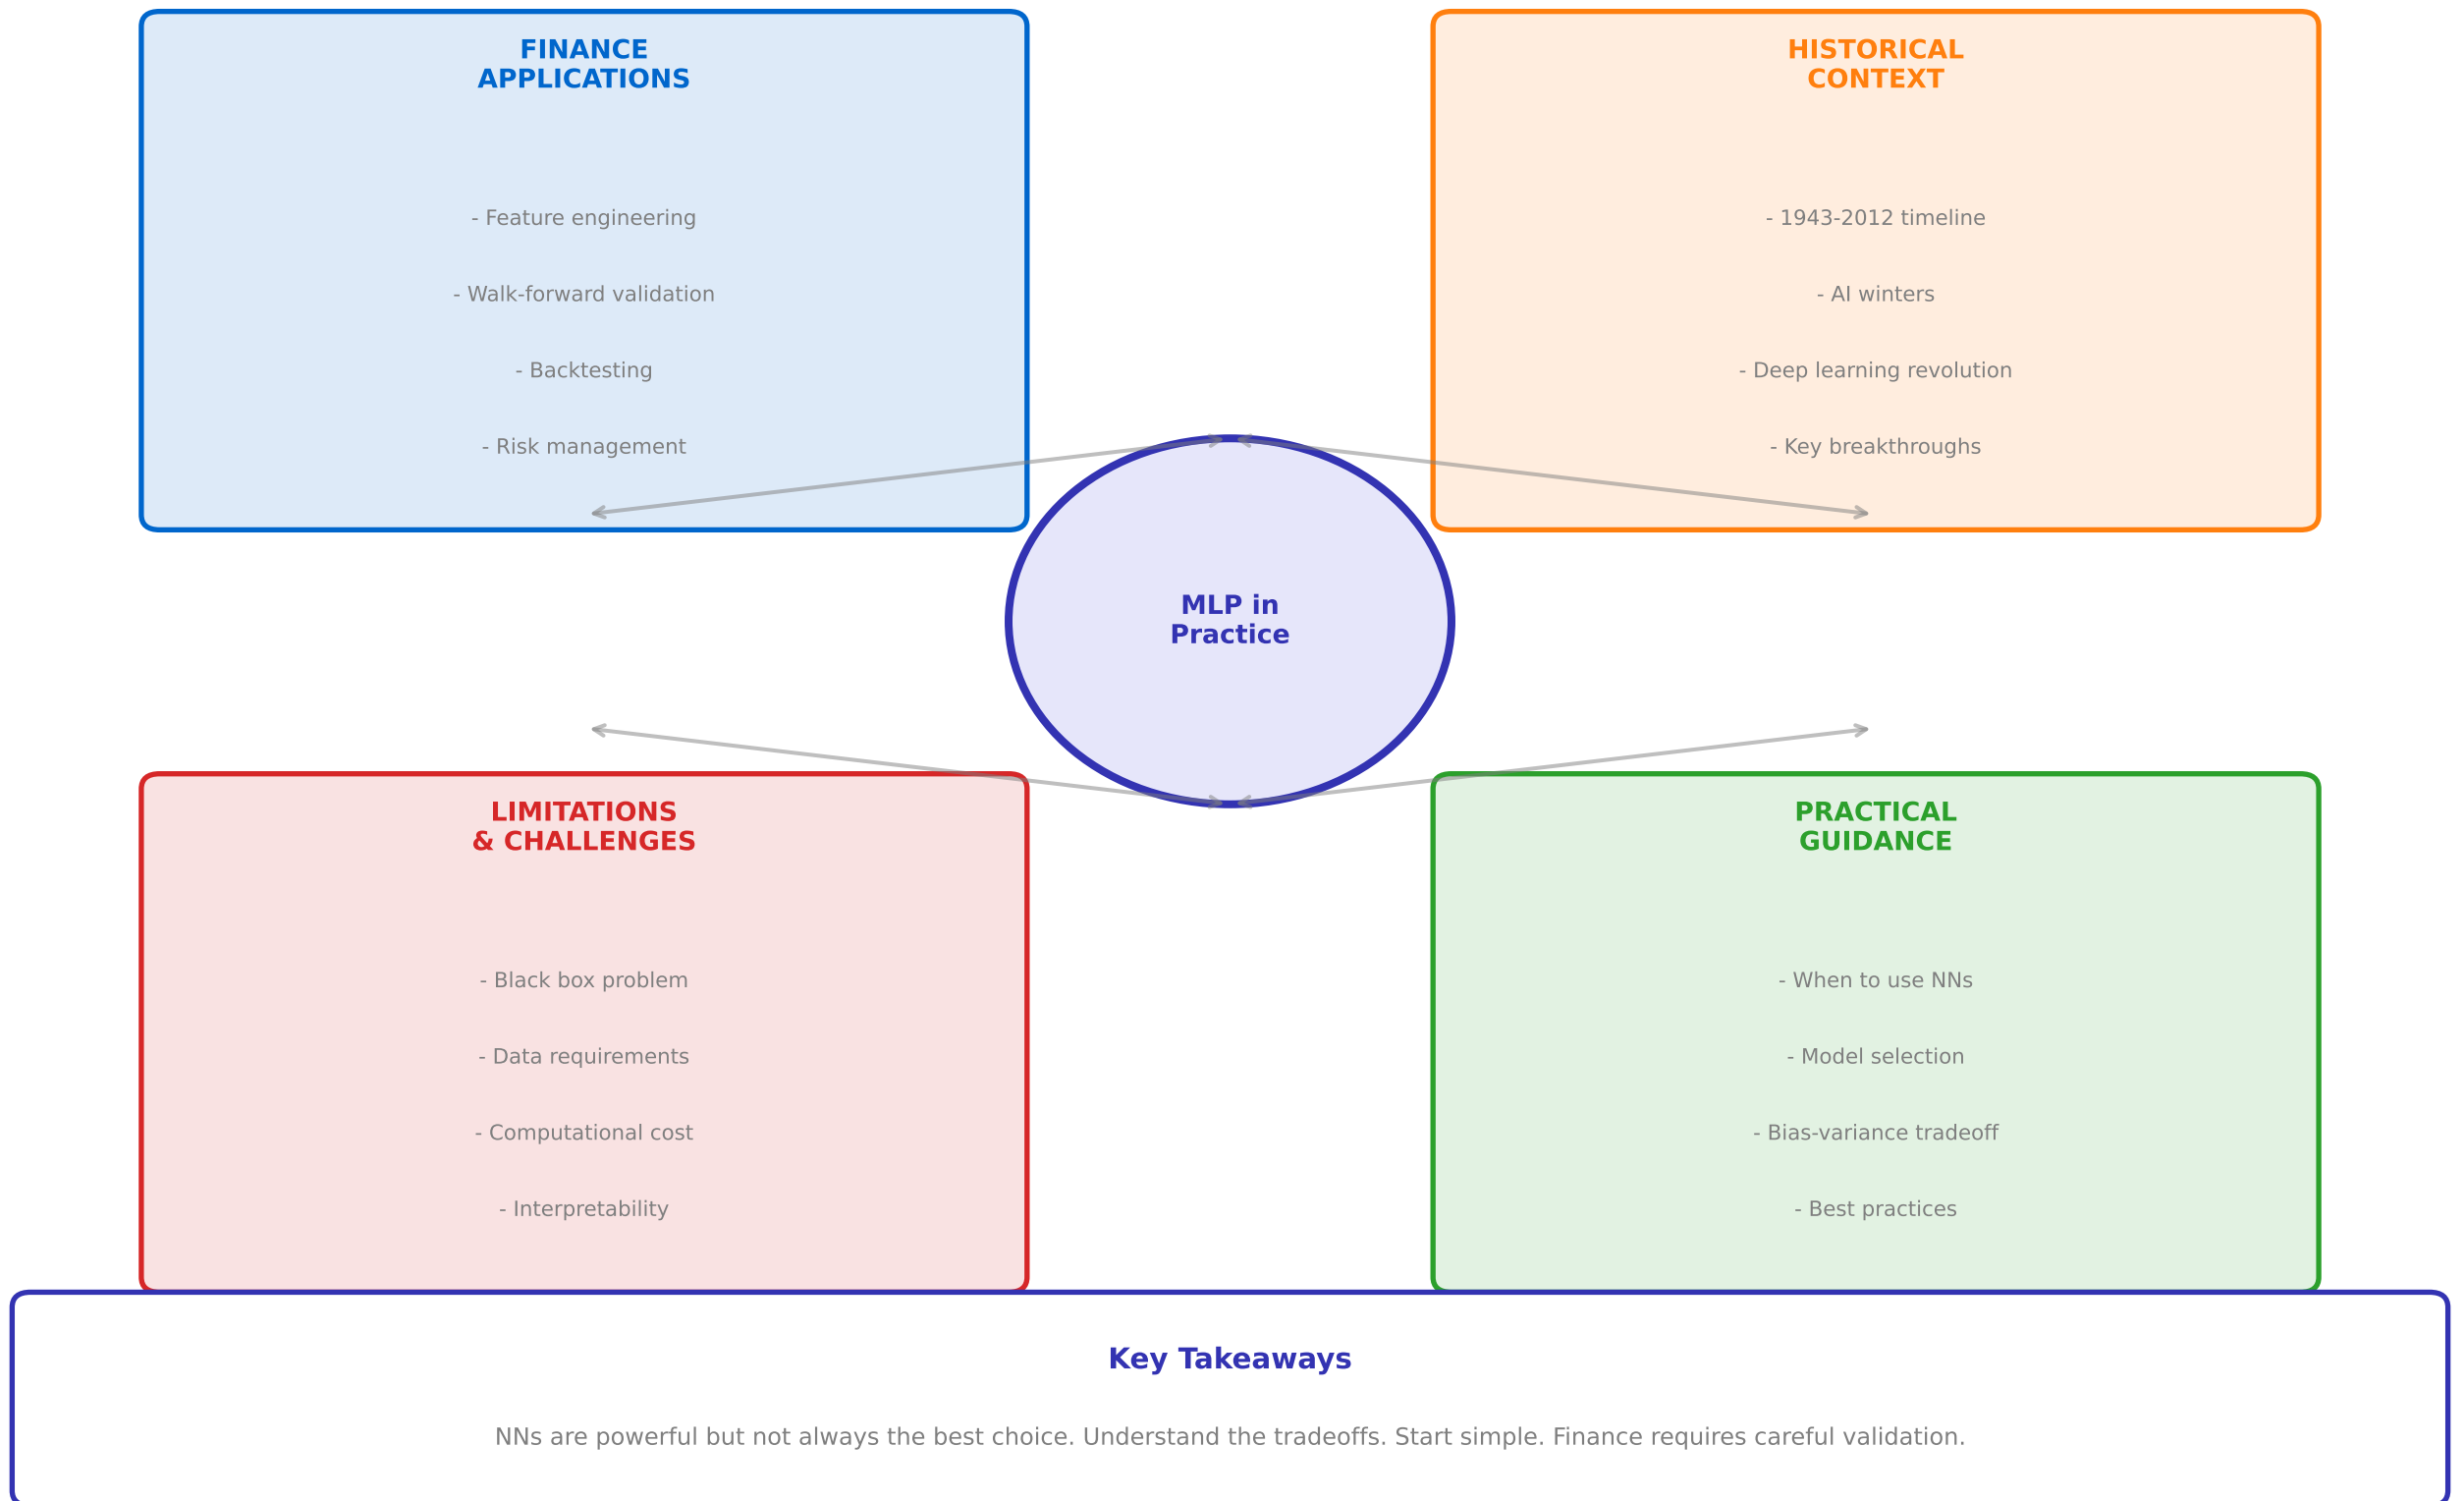 FINANCE
APPLICATIONS
- Feature engineering
- Walk-forward validation
- Backtesting
- Risk management
HISTORICAL
CONTEXT
- 1943-2012 timeline
- AI winters
- Deep learning revolution
- Key breakthroughs
MLP in
Practice
LIMITATIONS
& CHALLENGES
- Black box problem
- Data requirements
- Computational cost
- Interpretability
PRACTICAL
GUIDANCE
- When to use NNs
- Model selection
- Bias-variance tradeoff
- Best practices
Key Takeaways
NNs are powerful but not always the best choice. Understand the tradeoffs. Start simple. Finance requires careful validation.